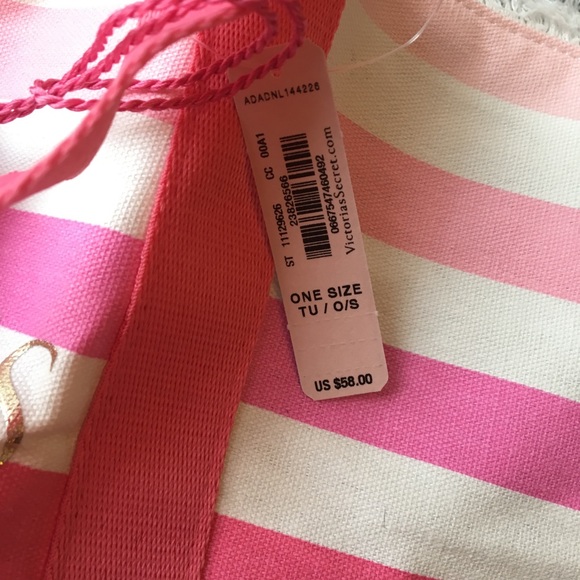 ADADNL144226
ST 11129626 CC 00A1
23826566
0667547460492
VictoriasSecret.com
ONE SIZE
TU / O/S
US $58.00